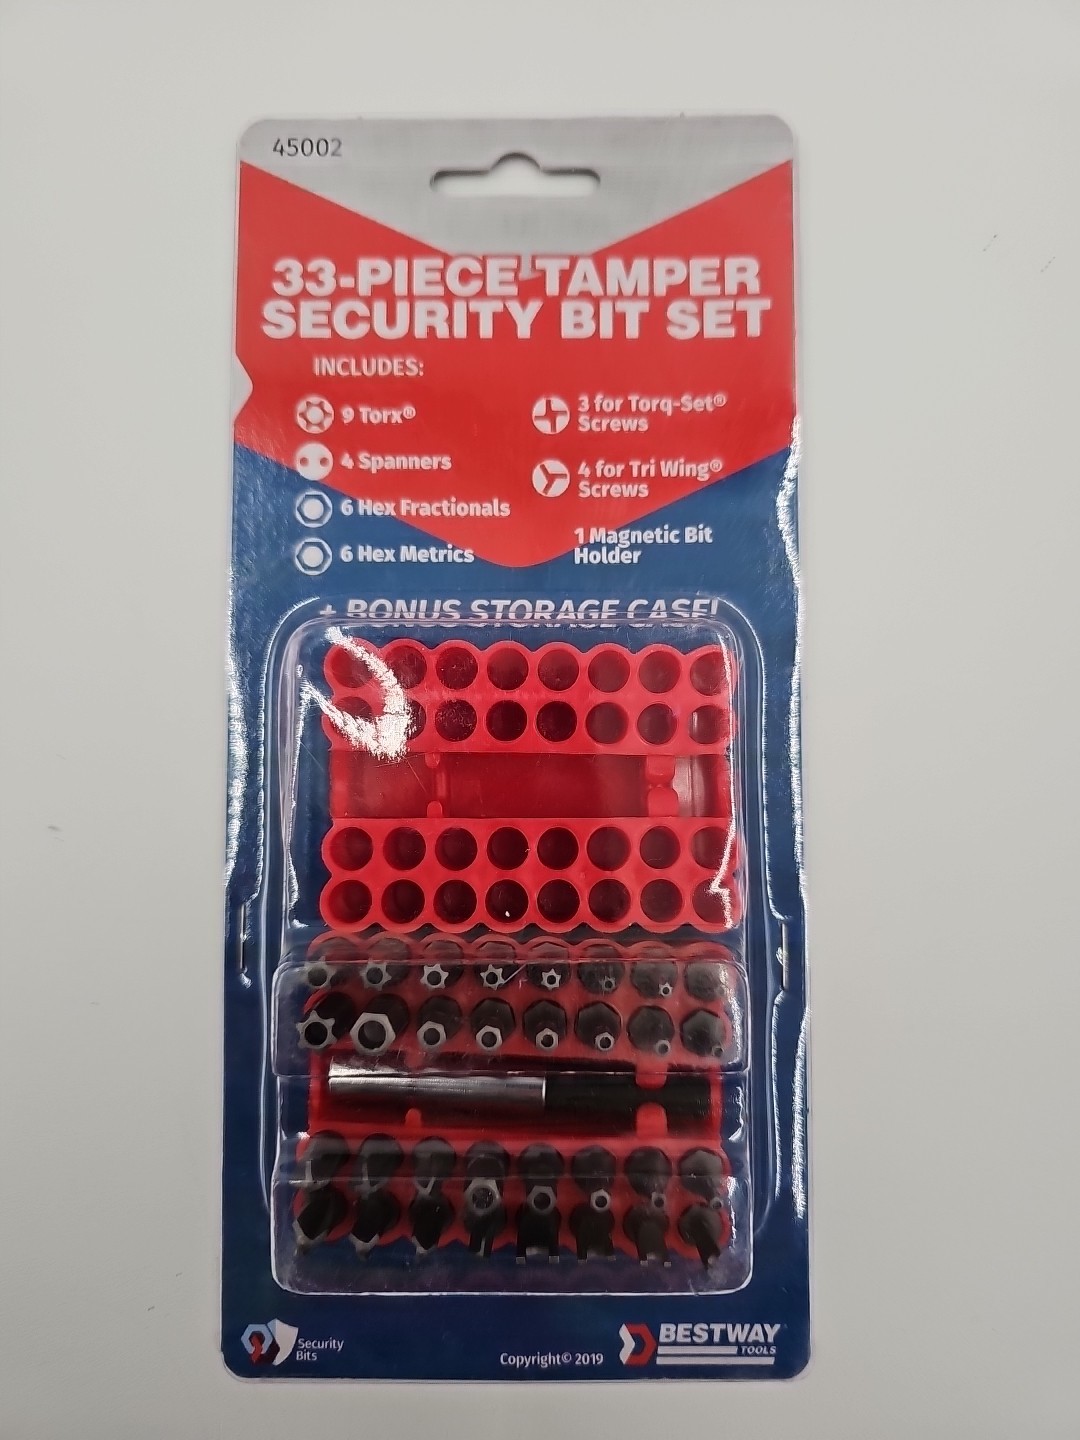 45002
33-PIECE TAMPER
SECURITY BIT SET
INCLUDES:
9 Torx®
4 Spanners
6 Hex Fractionals
6 Hex Metrics
3 for Torq-Set®
Screws
4 for Tri Wing®
Screws
1 Magnetic Bit
Holder
+ BONUS STORAGE CASE!
Security
Bits
Copyright© 2019
BESTWAY
TOOLS